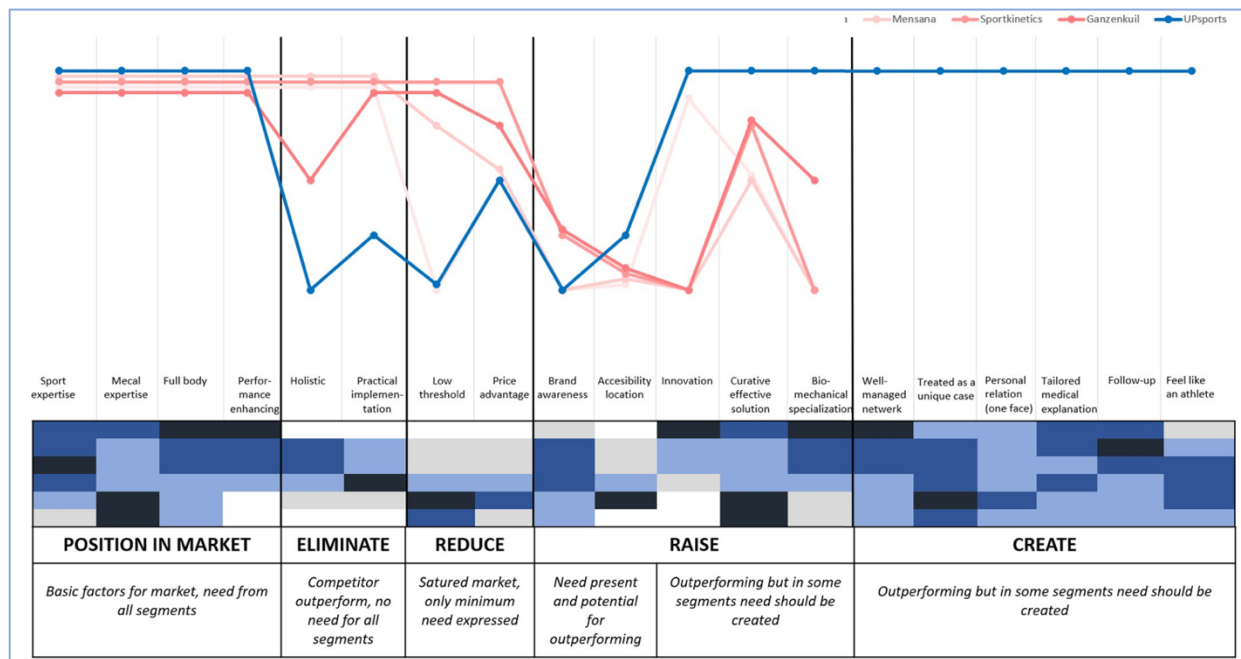 Mensana Sportkinetics Ganzenkuil UPsports
Sport
expertise
Mecal
expertise
Full body
Perfor-
mance
enhancing
Holistic
Practical
implemen-
tation
Low
threshold
Price
advantage
Brand
awareness
Accesibility
location
Innovation
Curative
effective
solution
Bio-
mechanical
specialization
Well-
managed
network
Treated as a
unique case
Personal
relation
(one face)
Tailored
medical
explanation
Follow-up
Feel like
an athlete
POSITION IN MARKET
ELIMINATE
REDUCE
RAISE
CREATE
Basic factors for market, need from
all segments
Competitor
outperform, no
need for all
segments
Satured market,
only minimum
need expressed
Need present
and potential
for
outperforming
Outperforming but in some
segments need should be
created
Outperforming but in some segments need should be
created